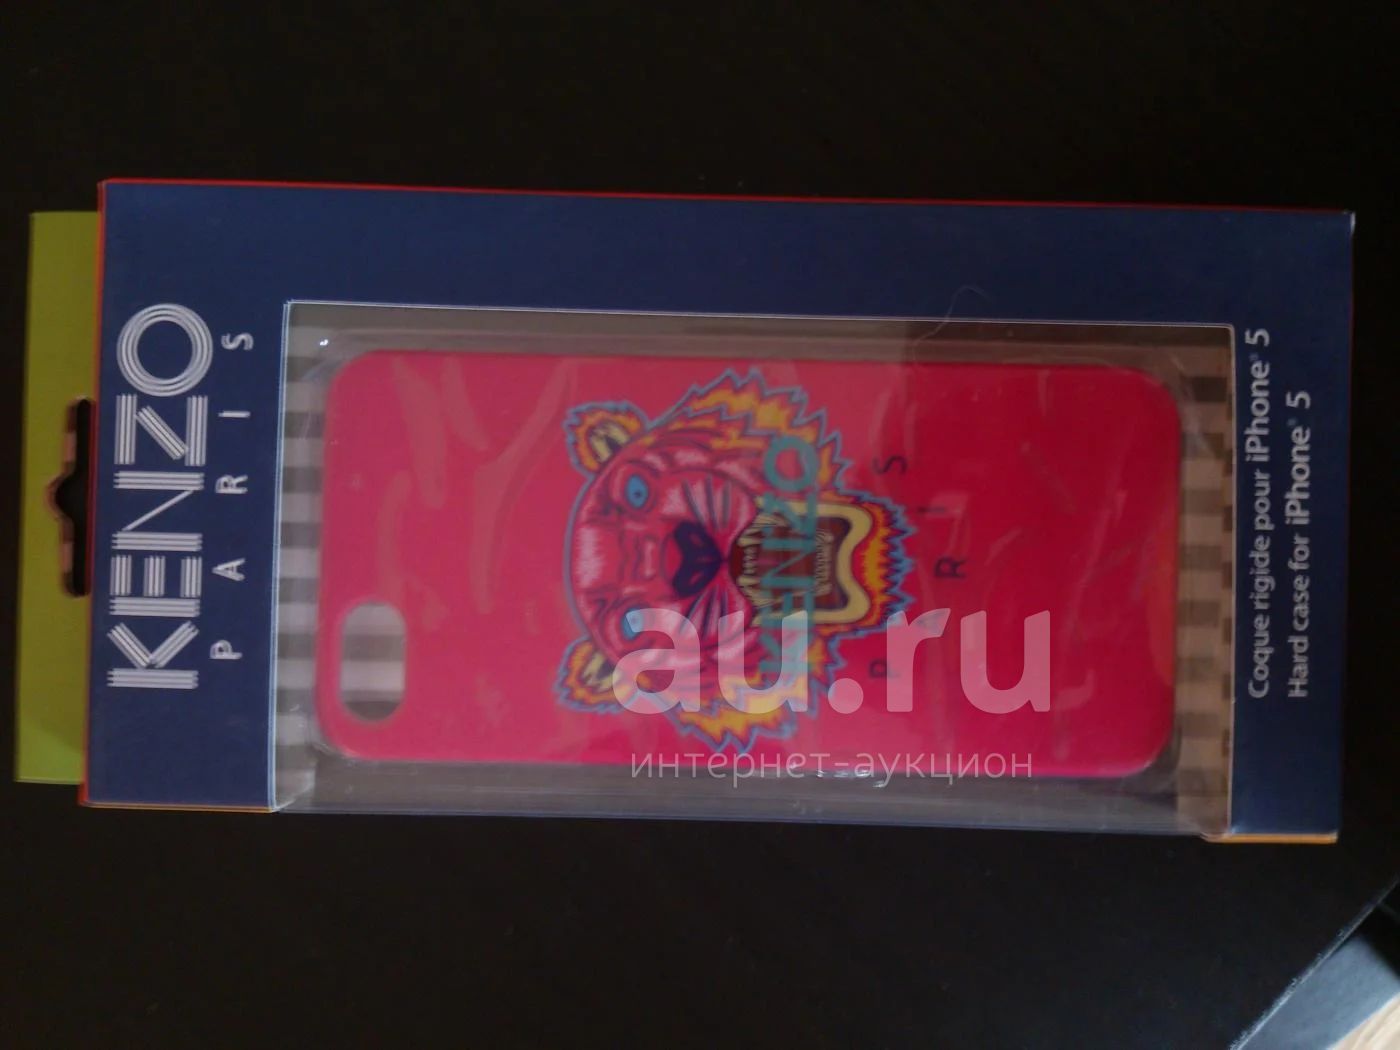 KENZO
PARIS
KENZO
PARIS
Coque rigide pour iPhone® 5
Hard case for iPhone® 5
au.ru
интернет-аукцион